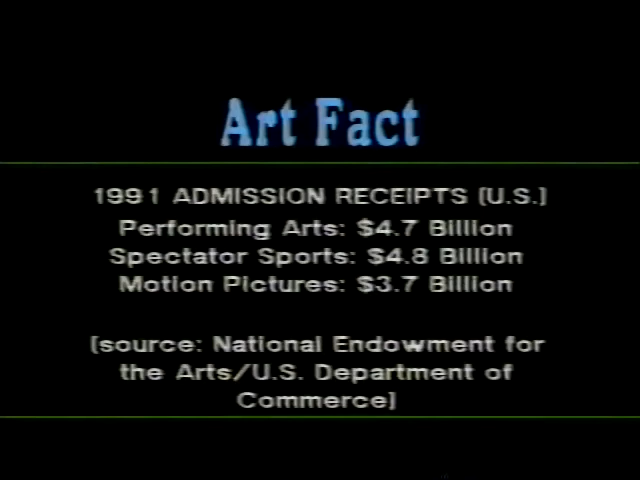 Art Fact
1991 ADMISSION RECEIPTS (U.S.)
Performing Arts: $4.7 Billion
Spectator Sports: $4.8 Billion
Motion Pictures: $3.7 Billion
(source: National Endowment for
the Arts/U.S. Department of
Commerce)